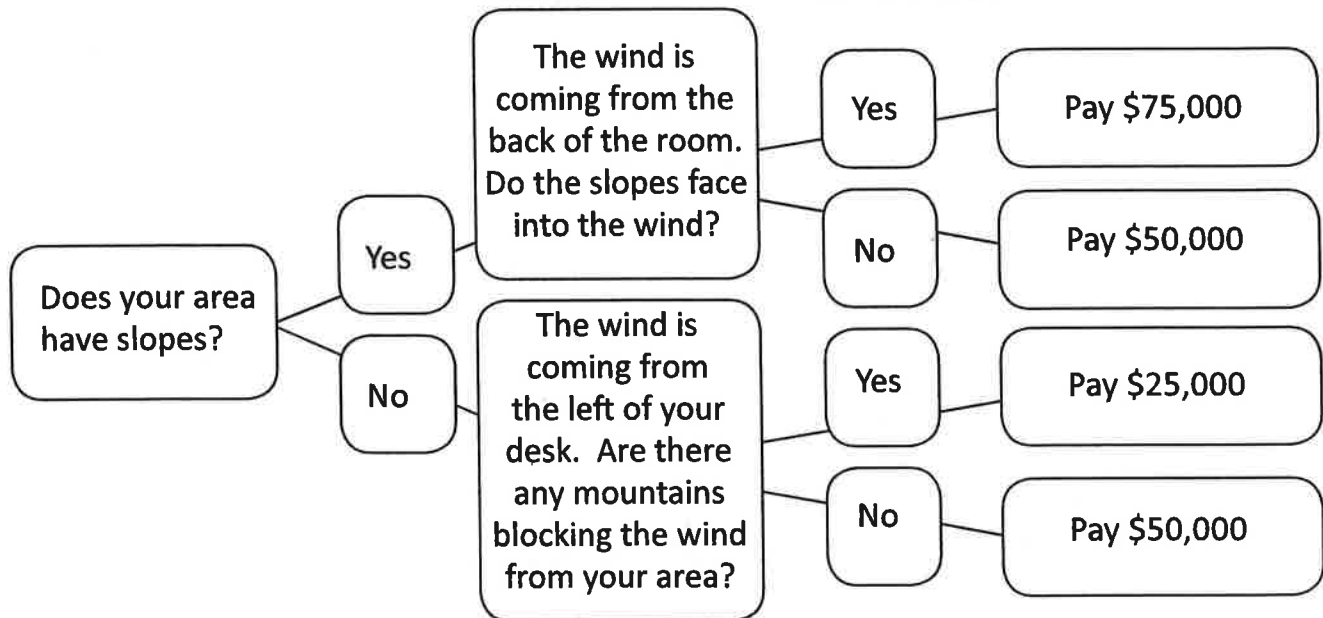 Does your area
have slopes?
Yes
The wind is
coming from the
back of the room.
Do the slopes face
into the wind?
Yes
Pay $75,000
No
Pay $50,000
No
The wind is
coming from
the left of your
desk. Are there
any mountains
blocking the wind
from your area?
Yes
Pay $25,000
No
Pay $50,000